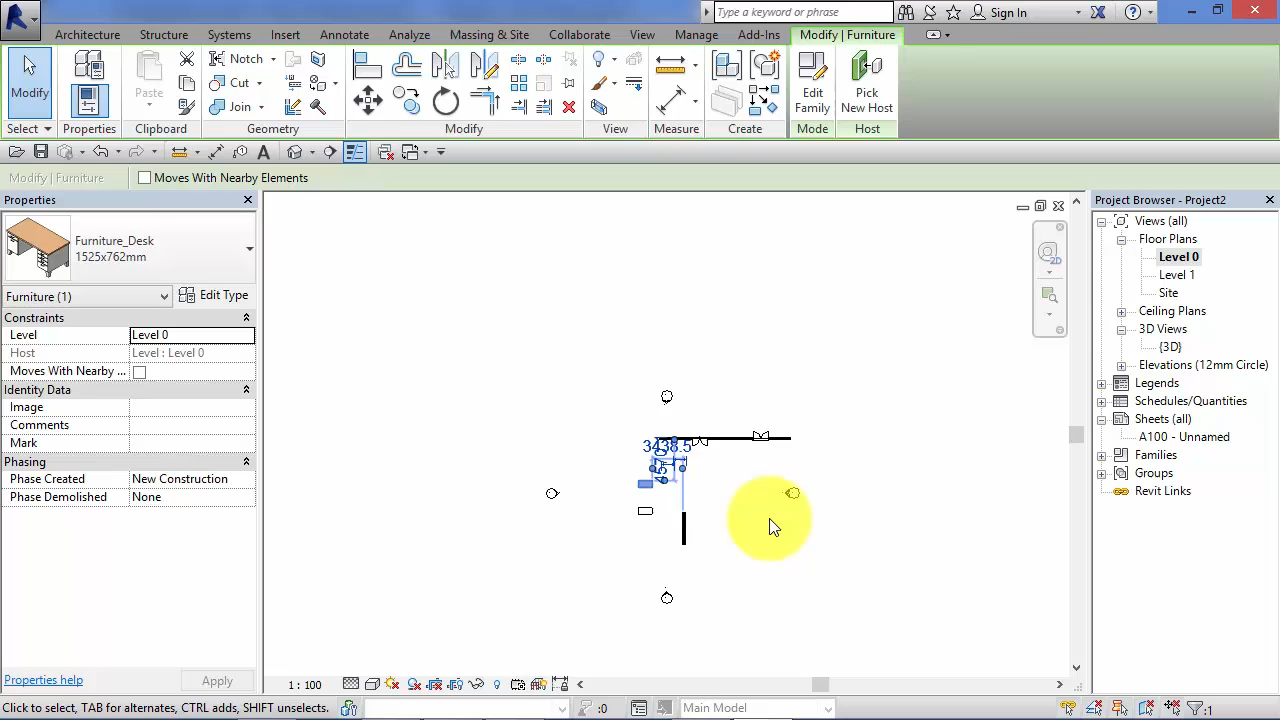 Type a keyword or phrase
Sign In
Architecture Structure Systems Insert Annotate Analyze Massing & Site Collaborate View Manage Add-Ins Modify | Furniture
Modify
Paste
Notch
Cut
Join
Edit
Family
Pick
New Host
Select Properties Clipboard Geometry Modify View Measure Create Mode Host
Modify | Furniture
Moves With Nearby Elements
Properties
Furniture_Desk
1525x762mm
Furniture (1)
Edit Type
Constraints
Level Level 0
Host Level : Level 0
Moves With Nearby ...
Identity Data
Image
Comments
Mark
Phasing
Phase Created New Construction
Phase Demolished None
Properties help
Apply
2D
3438.5
1 : 100
Project Browser - Project2
Views (all)
Floor Plans
Level 0
Level 1
Site
Ceiling Plans
3D Views
{3D}
Elevations (12mm Circle)
Legends
Schedules/Quantities
Sheets (all)
A100 - Unnamed
Families
Groups
Revit Links
Click to select, TAB for alternates, CTRL adds, SHIFT unselects.
:0
Main Model
:1